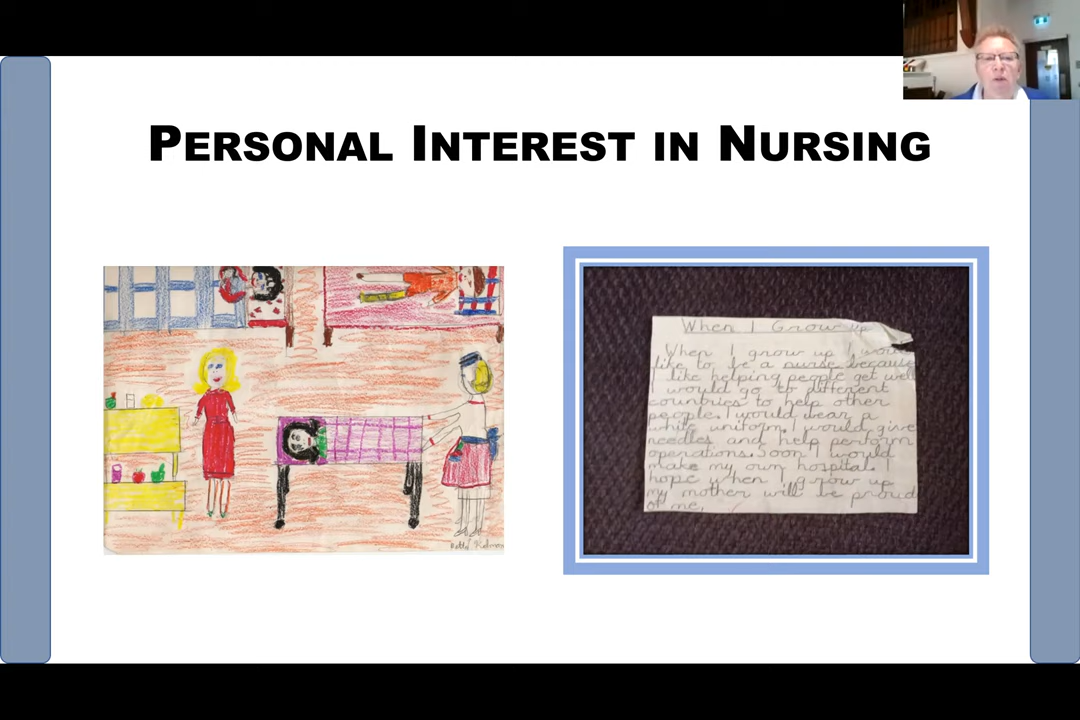 PERSONAL INTEREST IN NURSING
When I Grow up
When I grow up I would
like to be a nurse because
I like helping people get well
I would go to different
countries to help other
people. I would wear a
white uniform. I would give
needles and help perform
operations. Soon I would
make my own hospital. I
hope when I grow up
my mother will be proud
of me.